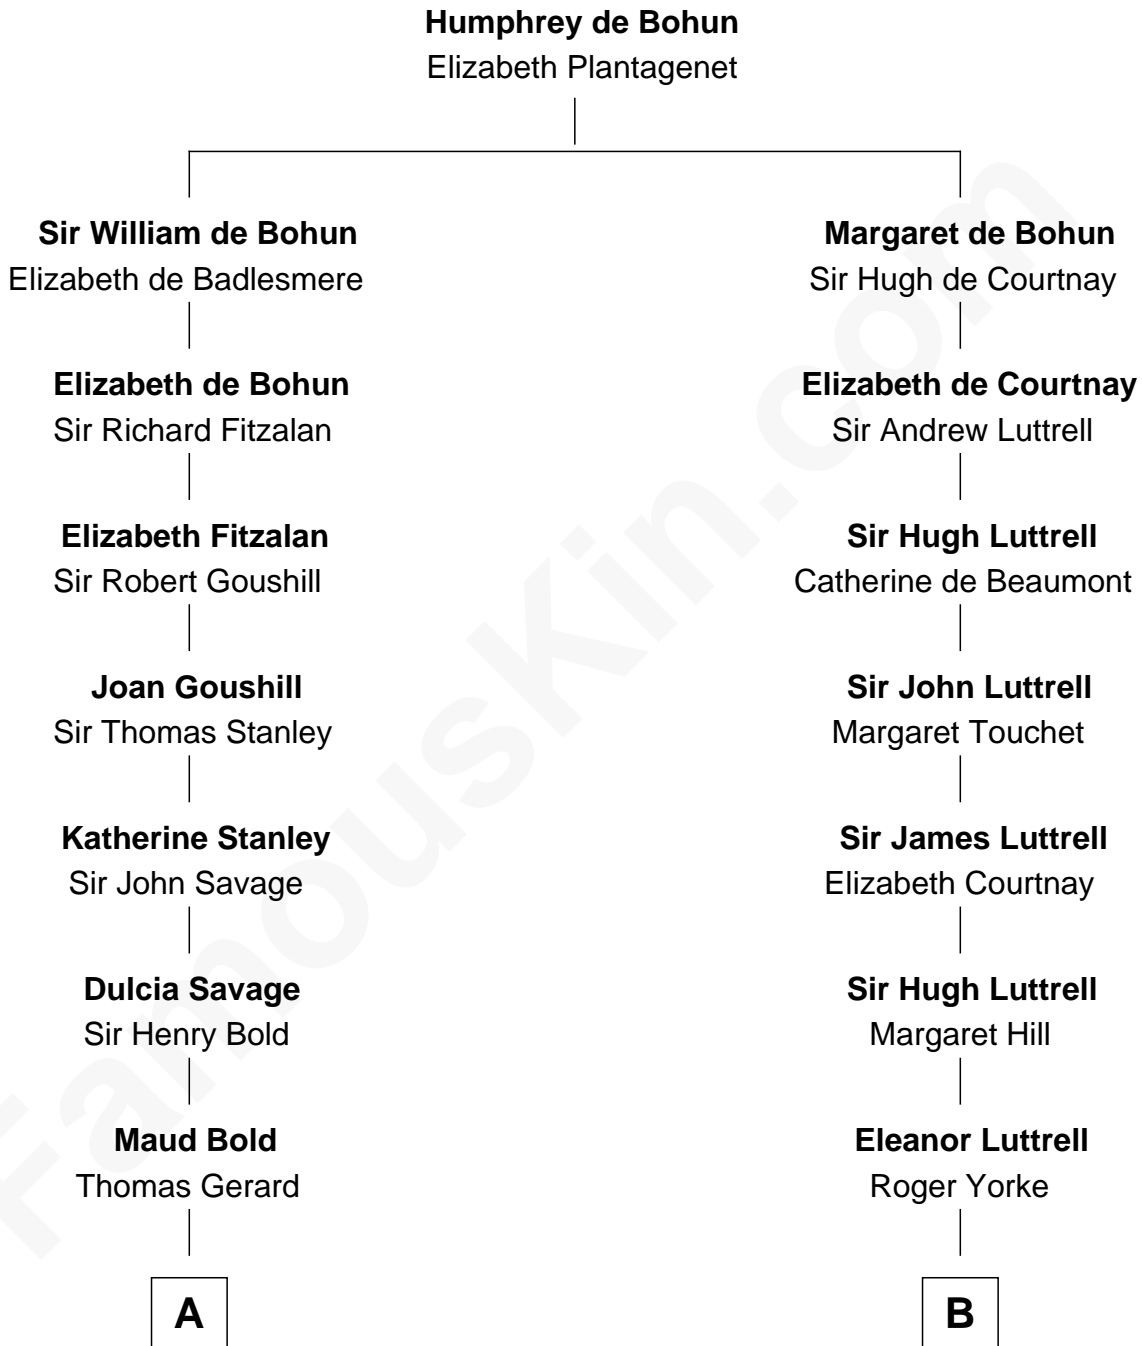 Humphrey de Bohun
Elizabeth Plantagenet
Sir William de Bohun
Elizabeth de Badlesmere
Margaret de Bohun
Sir Hugh de Courtnay
Elizabeth de Bohun
Sir Richard Fitzalan
Elizabeth de Courtnay
Sir Andrew Luttrell
Elizabeth Fitzalan
Sir Robert Goushill
Sir Hugh Luttrell
Catherine de Beaumont
Joan Goushill
Sir Thomas Stanley
Sir John Luttrell
Margaret Touchet
Katherine Stanley
Sir John Savage
Sir James Luttrell
Elizabeth Courtnay
Dulcia Savage
Sir Henry Bold
Sir Hugh Luttrell
Margaret Hill
Maud Bold
Thomas Gerard
Eleanor Luttrell
Roger Yorke
A
B
FamousKin.com